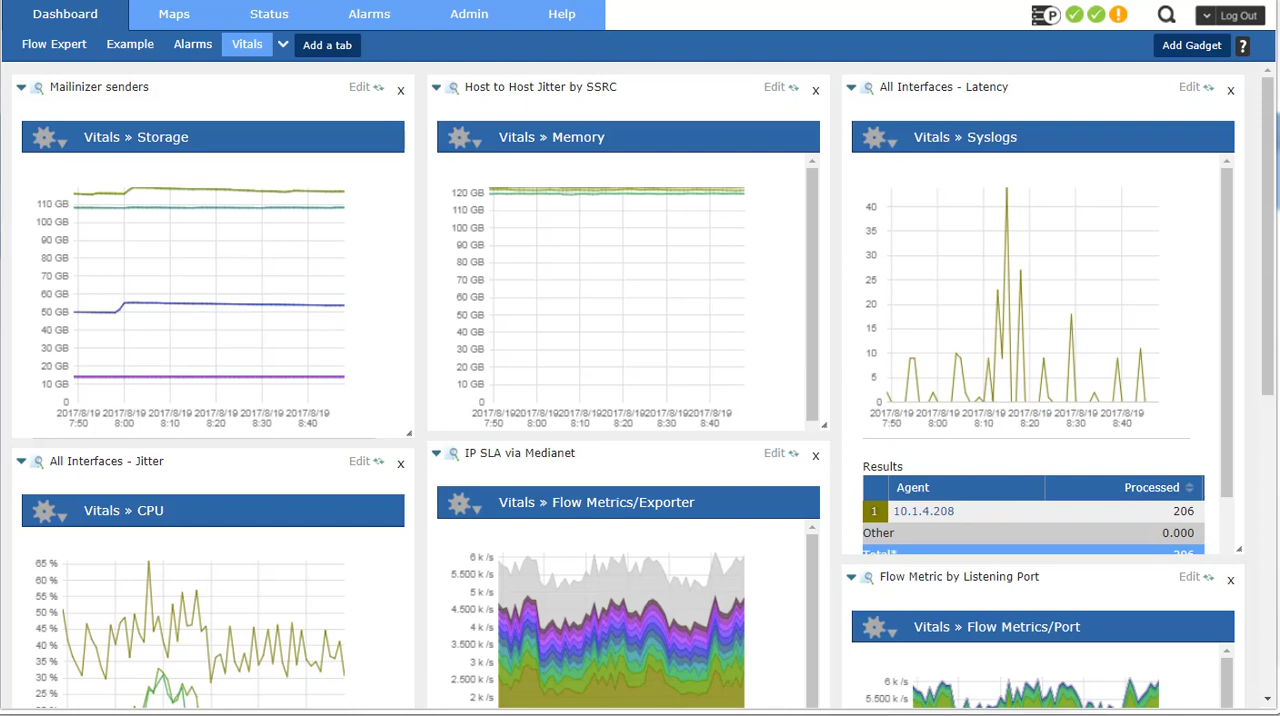 Dashboard Maps Status Alarms Admin Help P Log Out
Flow Expert Example Alarms Vitals Add a tab Add Gadget ?
Mailinizer senders Edit x
Vitals » Storage
110 GB
100 GB
90 GB
80 GB
70 GB
60 GB
50 GB
40 GB
30 GB
20 GB
10 GB
0
2017/8/19 2017/8/19 2017/8/19 2017/8/19 2017/8/19 2017/8/19
7:50 8:00 8:10 8:20 8:30 8:40
Host to Host Jitter by SSRC Edit x
Vitals » Memory
120 GB
110 GB
100 GB
90 GB
80 GB
70 GB
60 GB
50 GB
40 GB
30 GB
20 GB
10 GB
2017/8/19 2017/8/19 2017/8/19 2017/8/19 2017/8/19 2017/8/19
7:50 8:00 8:10 8:20 8:30 8:40
All Interfaces - Latency Edit x
Vitals » Syslogs
40
35
30
25
20
15
10
5
0
2017/8/19 2017/8/19 2017/8/19 2017/8/19 2017/8/19 2017/8/19
7:50 8:00 8:10 8:20 8:30 8:40
Results
Agent Processed
1 10.1.4.208 206
Other 0.000
Total* 206
All Interfaces - Jitter Edit x
Vitals » CPU
65 %
60 %
55 %
50 %
45 %
40 %
35 %
30 %
25 %
IP SLA via Medianet Edit x
Vitals » Flow Metrics/Exporter
6 k /s
5.500 k /s
5 k /s
4.500 k /s
4 k /s
3.500 k /s
3 k /s
2.500 k /s
2 k /s
Flow Metric by Listening Port Edit x
Vitals » Flow Metrics/Port
6 k /s
5.500 k /s